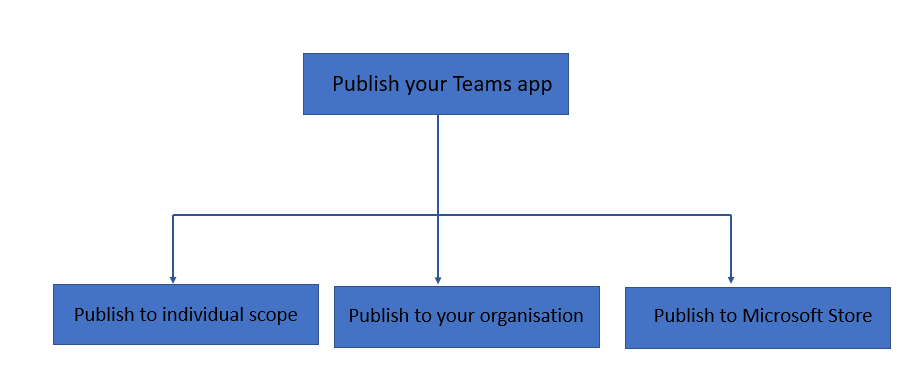 Publish your Teams app
Publish to individual scope
Publish to your organisation
Publish to Microsoft Store